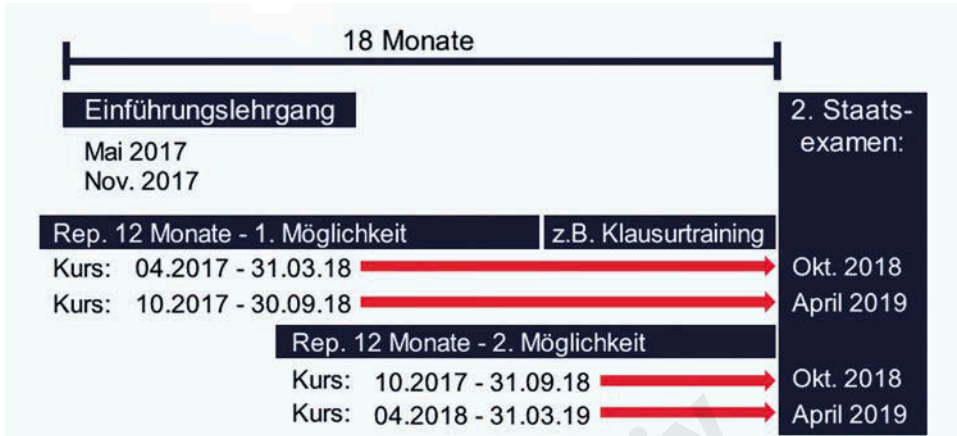 18 Monate
Einführungslehrgang
Mai 2017
Nov. 2017
2. Staats-
examen:
Rep. 12 Monate - 1. Möglichkeit
z.B. Klausurtraining
Kurs: 04.2017 - 31.03.18
Okt. 2018
Kurs: 10.2017 - 30.09.18
April 2019
Rep. 12 Monate - 2. Möglichkeit
Kurs: 10.2017 - 31.09.18
Okt. 2018
Kurs: 04.2018 - 31.03.19
April 2019